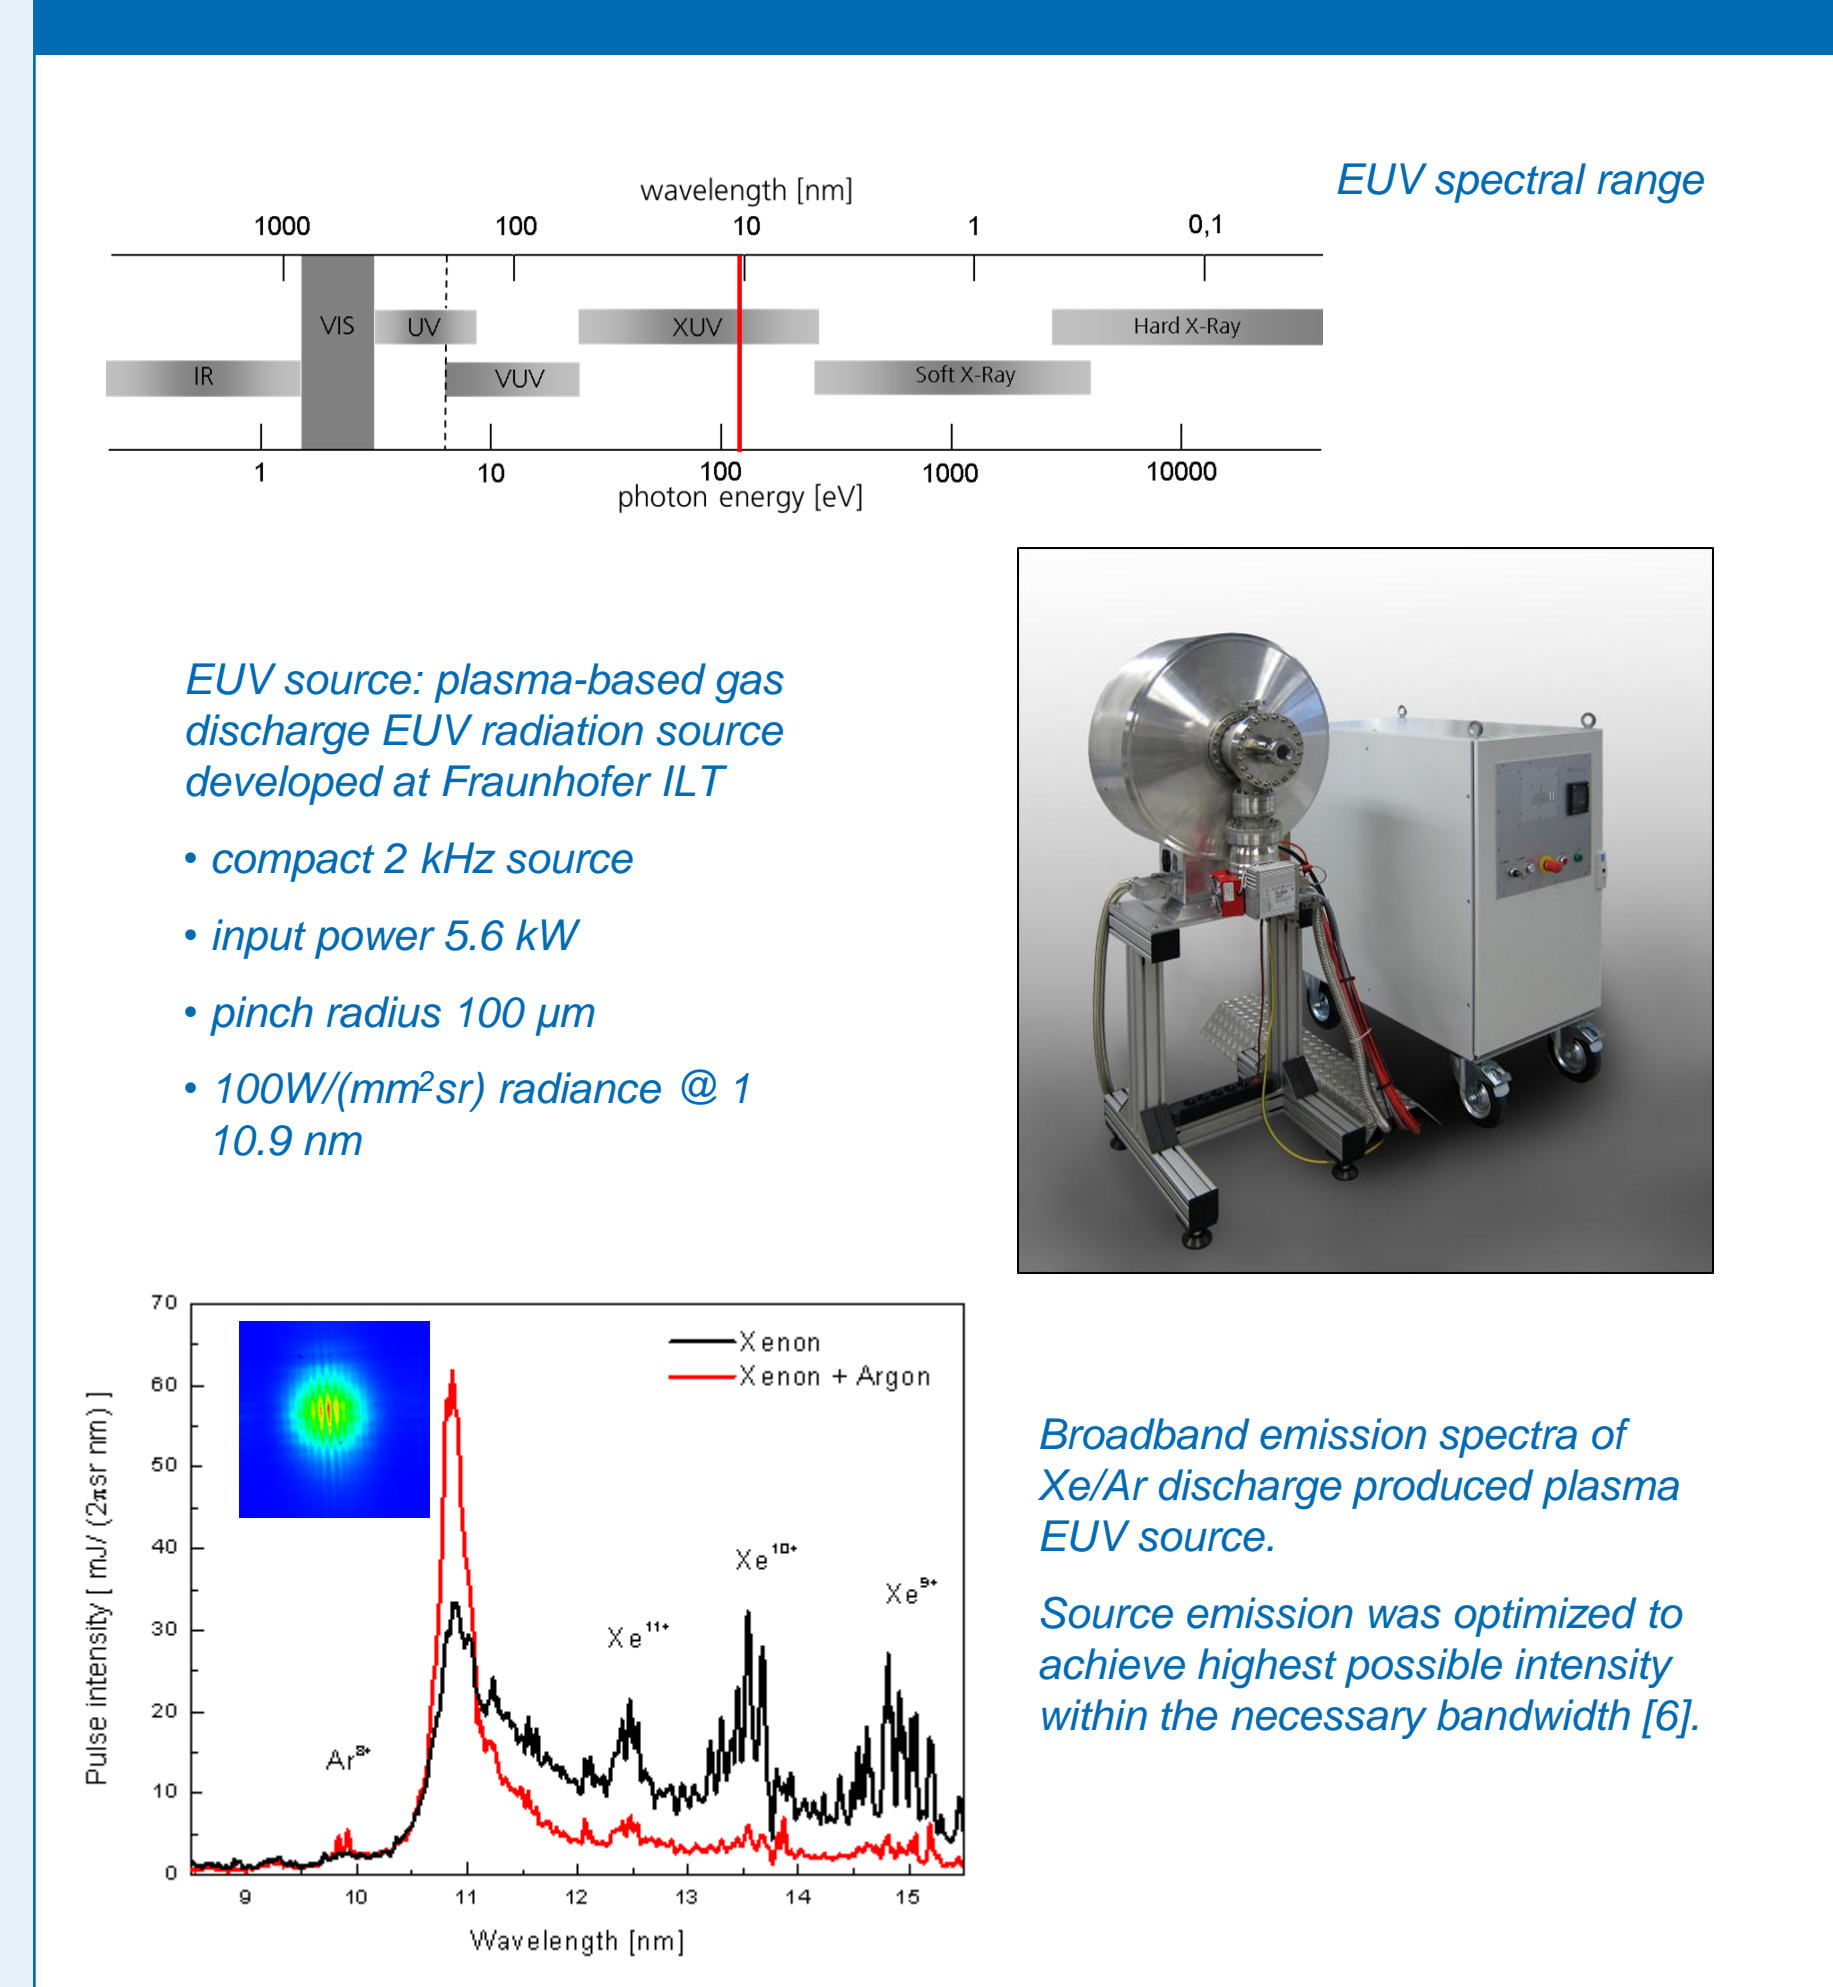 EUV spectral range
wavelength [nm]
1000 100 10 1 0,1
VIS UV XUV Hard X-Ray
IR VUV Soft X-Ray
1 10 100 1000 10000
photon energy [eV]
EUV source: plasma-based gas
discharge EUV radiation source
developed at Fraunhofer ILT
• compact 2 kHz source
• input power 5.6 kW
• pinch radius 100 µm
• 100W/(mm²sr) radiance @ 1
10.9 nm
Pulse intensity [ mJ/ (2πsr nm) ]
70
60
50
40
30
20
10
0
Xenon
Xenon + Argon
Xe¹⁰⁺
Xe⁹⁺
Xe¹¹⁺
Ar⁸⁺
9 10 11 12 13 14 15
Wavelength [nm]
Broadband emission spectra of
Xe/Ar discharge produced plasma
EUV source.
Source emission was optimized to
achieve highest possible intensity
within the necessary bandwidth [6].